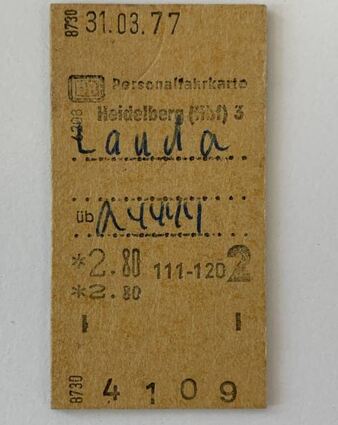 8730 31.03.77
DB Personalfahrkarte
Heidelberg (Hbf) 3
Lauda
üb
*2.80 111-120 2
*2.80
8730 4109